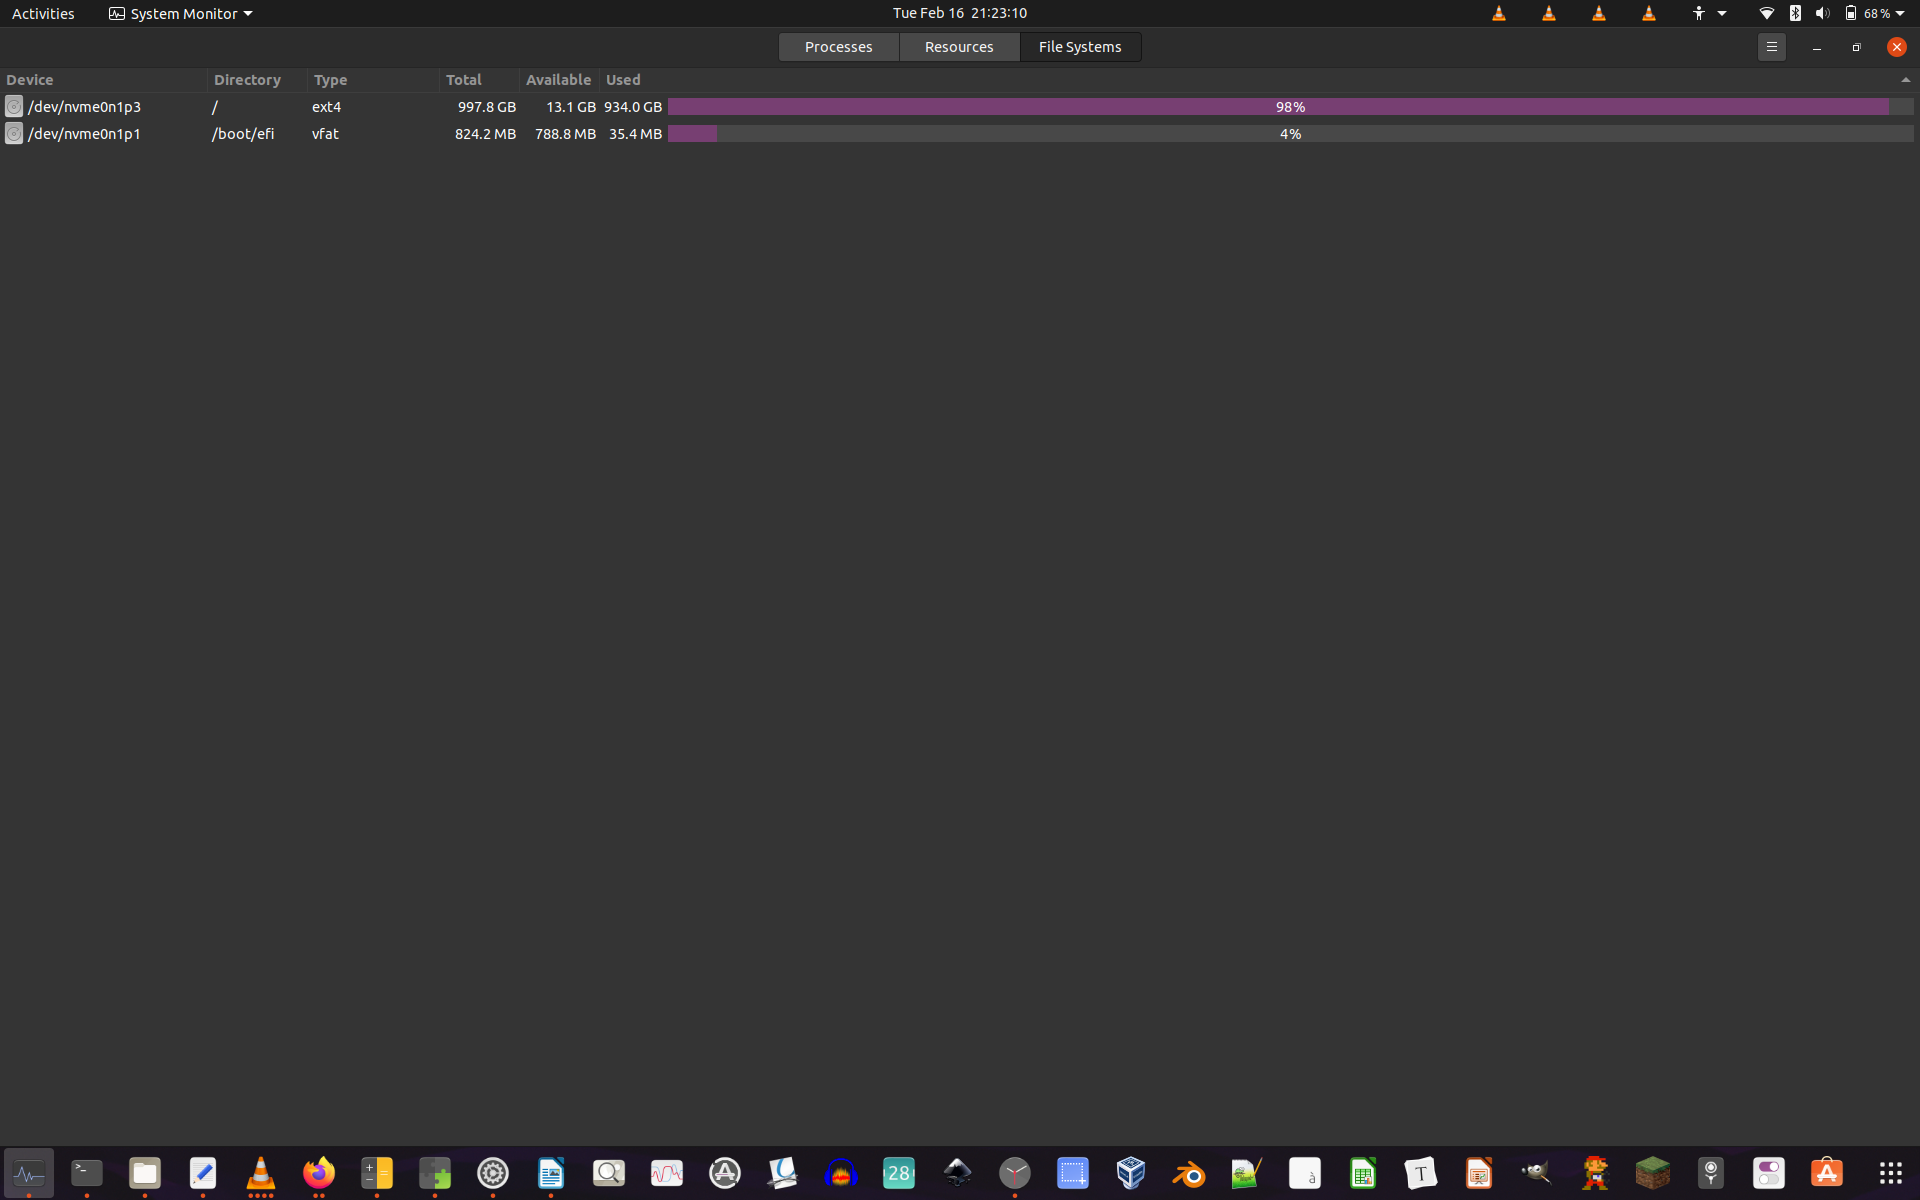 Activities System Monitor Tue Feb 16 21:23:10 68%
Processes Resources File Systems
Device Directory Type Total Available Used
/dev/nvme0n1p3 / ext4 997.8 GB 13.1 GB 934.0 GB 98%
/dev/nvme0n1p1 /boot/efi vfat 824.2 MB 788.8 MB 35.4 MB 4%
>_ 28 à T